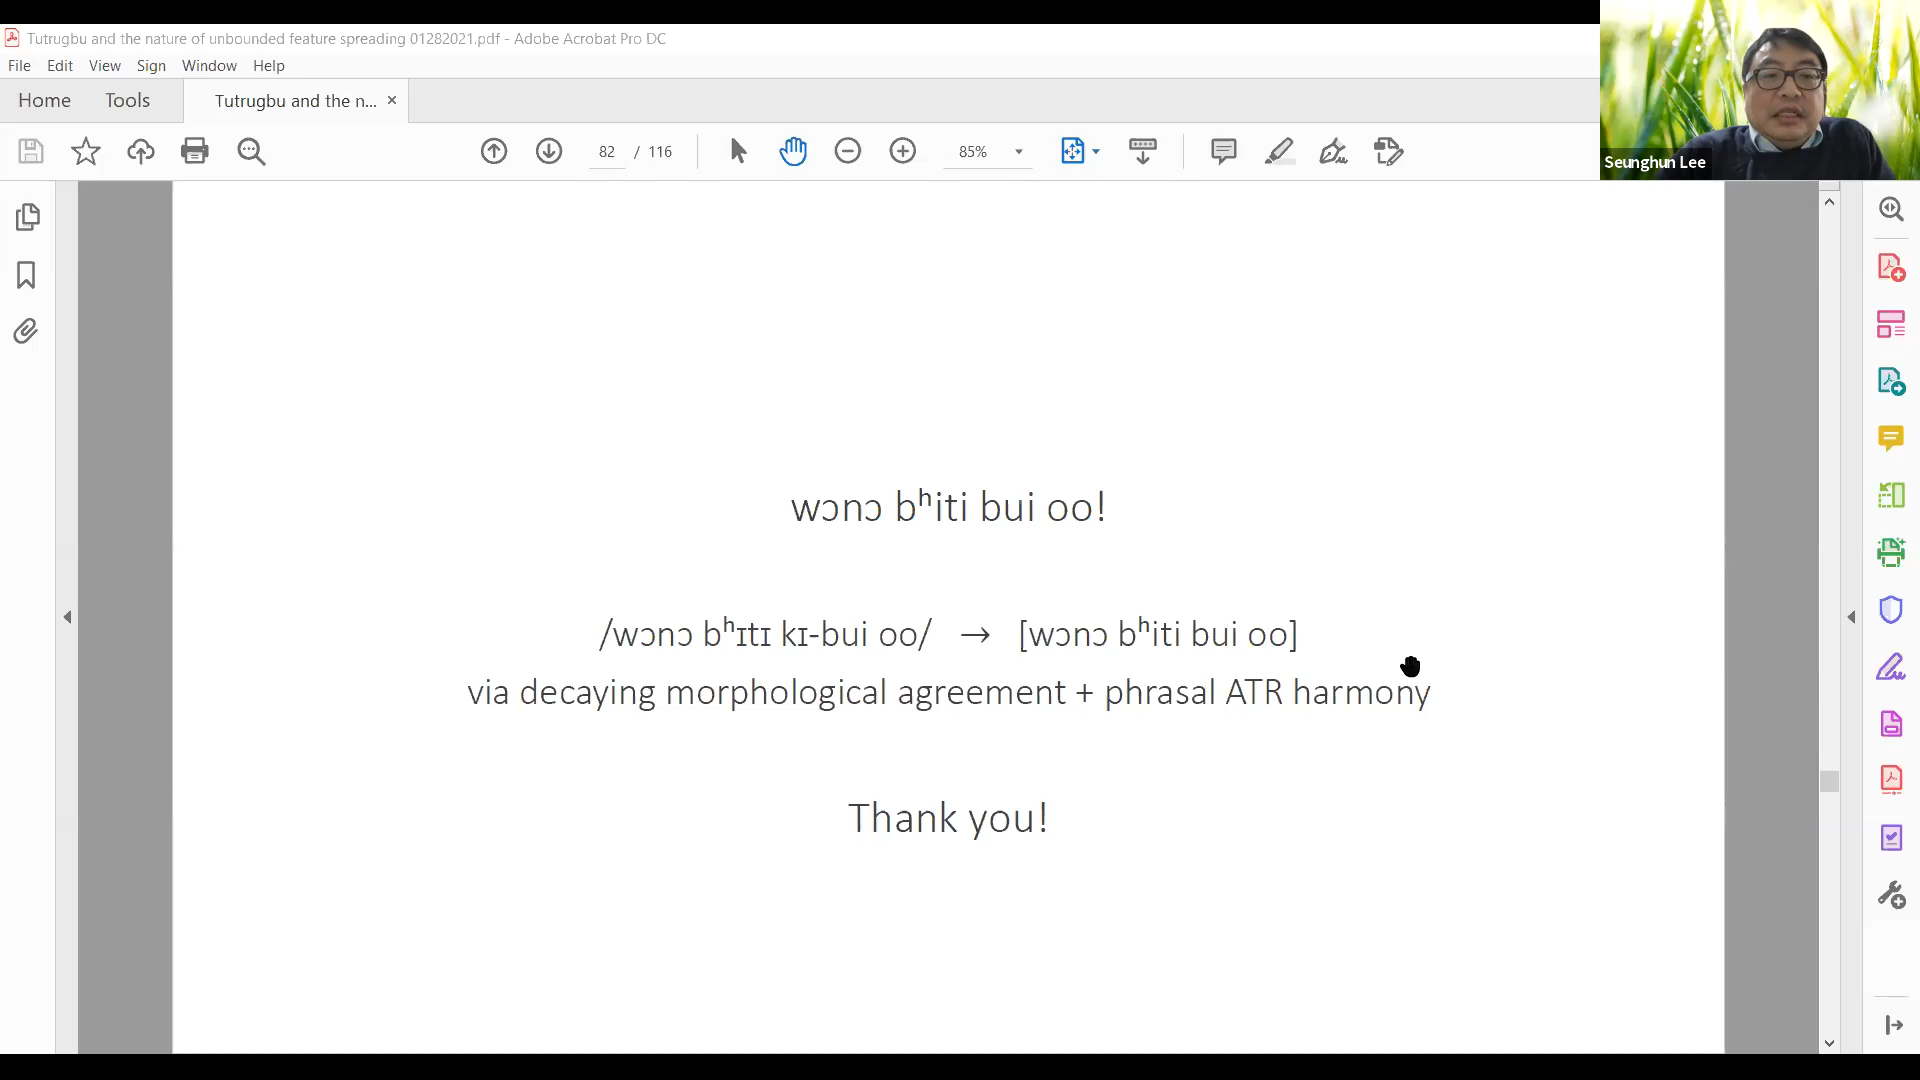 Tutrugbu and the nature of unbounded feature spreading 01282021.pdf - Adobe Acrobat Pro DC
File Edit View Sign Window Help
Home Tools Tutrugbu and the n... ×
82 / 116 85%
Seunghun Lee
wɔnɔ bʰiti bui oo!
/wɔnɔ bʰɪtɪ kɪ-bui oo/ → [wɔnɔ bʰiti bui oo]
via decaying morphological agreement + phrasal ATR harmony
Thank you!